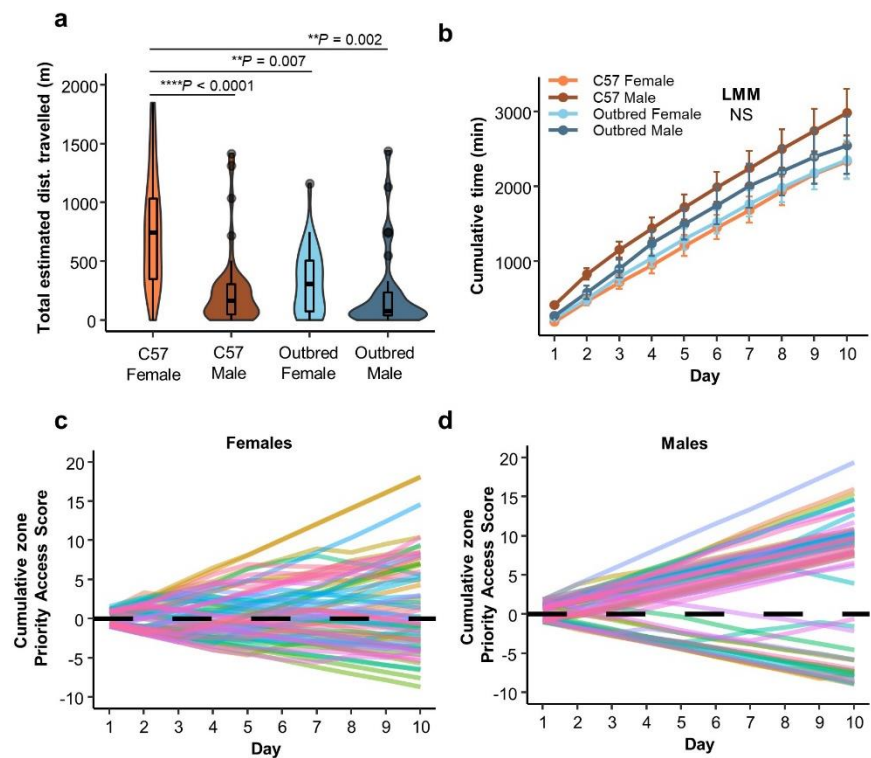 a
**P = 0.002
**P = 0.007
****P < 0.0001
Total estimated dist. travelled (m)
2000
1500
1000
500
0
C57 Female
C57 Male
Outbred Female
Outbred Male
b
C57 Female
C57 Male
Outbred Female
Outbred Male
LMM
NS
Cumulative time (min)
3000
2000
1000
1 2 3 4 5 6 7 8 9 10
Day
c
Females
Cumulative zone
Priority Access Score
20
15
10
5
0
-5
-10
1 2 3 4 5 6 7 8 9 10
Day
d
Males
Cumulative zone
Priority Access Score
20
15
10
5
0
-5
-10
1 2 3 4 5 6 7 8 9 10
Day